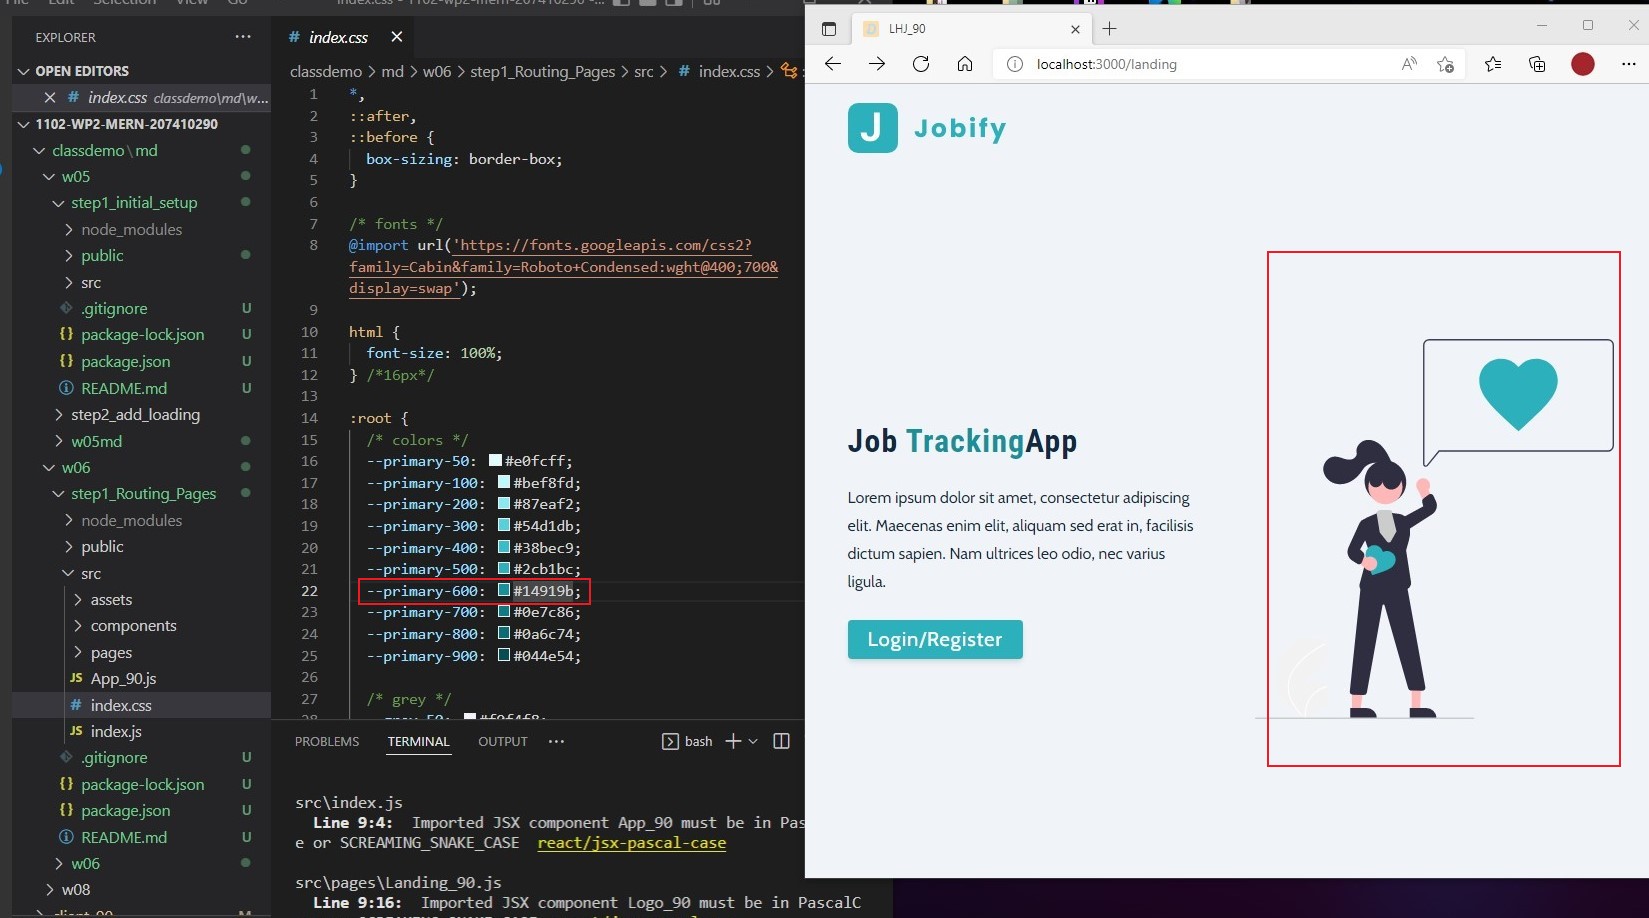 File Edit Selection View Go
index.css - 1102-wp2-mern-207410290 -...
EXPLORER
OPEN EDITORS
index.css classdemo\md\w...
1102-WP2-MERN-207410290
classdemo \ md
w05
step1_initial_setup
node_modules
public
src
.gitignore U
package-lock.json U
package.json U
README.md U
step2_add_loading
w05md
w06
step1_Routing_Pages
node_modules
public
src
assets
components
pages
JS App_90.js
# index.css
JS index.js
.gitignore U
package-lock.json U
package.json U
README.md U
w06
w08
client_90 M
# index.css
classdemo > md > w06 > step1_Routing_Pages > src > # index.css >
1 *,
2 ::after,
3 ::before {
4 box-sizing: border-box;
5 }
6
7 /* fonts */
8 @import url('https://fonts.googleapis.com/css2?
family=Cabin&family=Roboto+Condensed:wght@400;700&
display=swap');
9
10 html {
11 font-size: 100%;
12 } /*16px*/
13
14 :root {
15 /* colors */
16 --primary-50: #e0fcff;
17 --primary-100: #bef8fd;
18 --primary-200: #87eaf2;
19 --primary-300: #54d1db;
20 --primary-400: #38bec9;
21 --primary-500: #2cb1bc;
22 --primary-600: #14919b;
23 --primary-700: #0e7c86;
24 --primary-800: #0a6c74;
25 --primary-900: #044e54;
26
27 /* grey */
28 --grey-50: #f0f4f8;
PROBLEMS TERMINAL OUTPUT ...
bash
src\index.js
Line 9:4: Imported JSX component App_90 must be in Pas
e or SCREAMING_SNAKE_CASE react/jsx-pascal-case
src\pages\Landing_90.js
Line 9:16: Imported JSX component Logo_90 must be in PascalC
LHJ_90
localhost:3000/landing
J Jobify
Job TrackingApp
Lorem ipsum dolor sit amet, consectetur adipiscing
elit. Maecenas enim elit, aliquam sed erat in, facilisis
dictum sapien. Nam ultrices leo odio, nec varius
ligula.
Login/Register